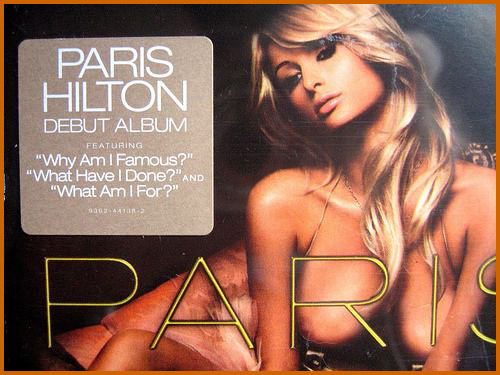 PARIS
HILTON
DEBUT ALBUM
FEATURING
"Why Am I Famous?"
"What Have I Done?" AND
"What Am I For?"
9362-44138-2
PARIS